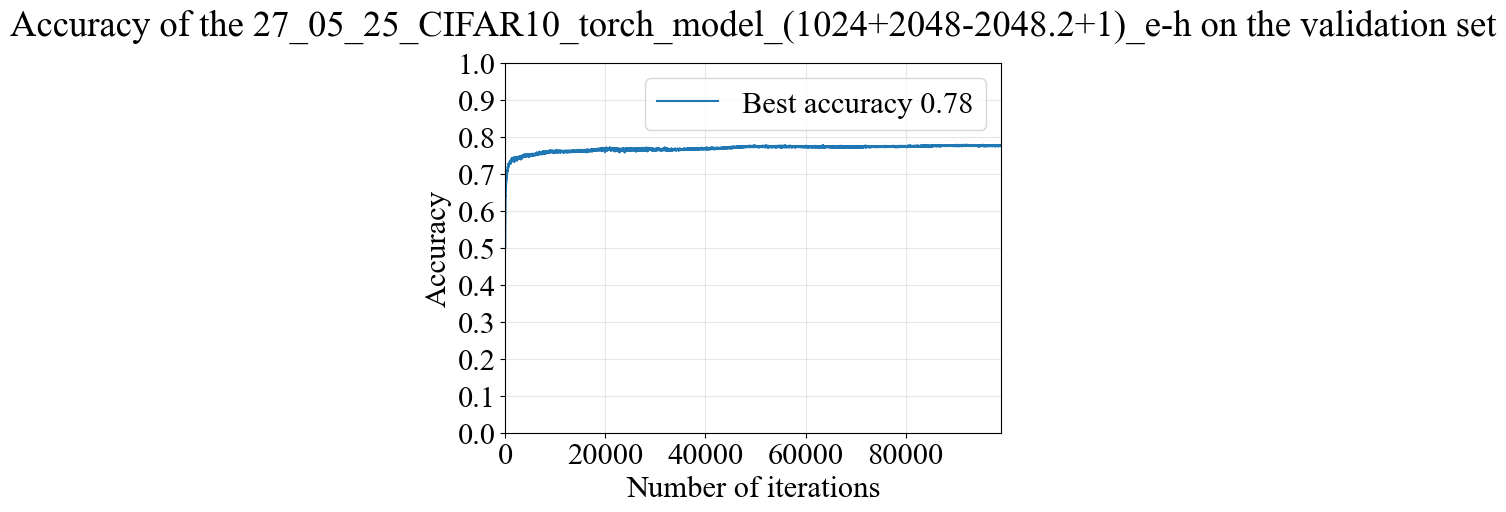 Accuracy of the 27_05_25_CIFAR10_torch_model_(1024+2048-2048.2+1)_e-h on the validation set
Best accuracy 0.78
Accuracy
1.0
0.9
0.8
0.7
0.6
0.5
0.4
0.3
0.2
0.1
0.0
0 20000 40000 60000 80000
Number of iterations